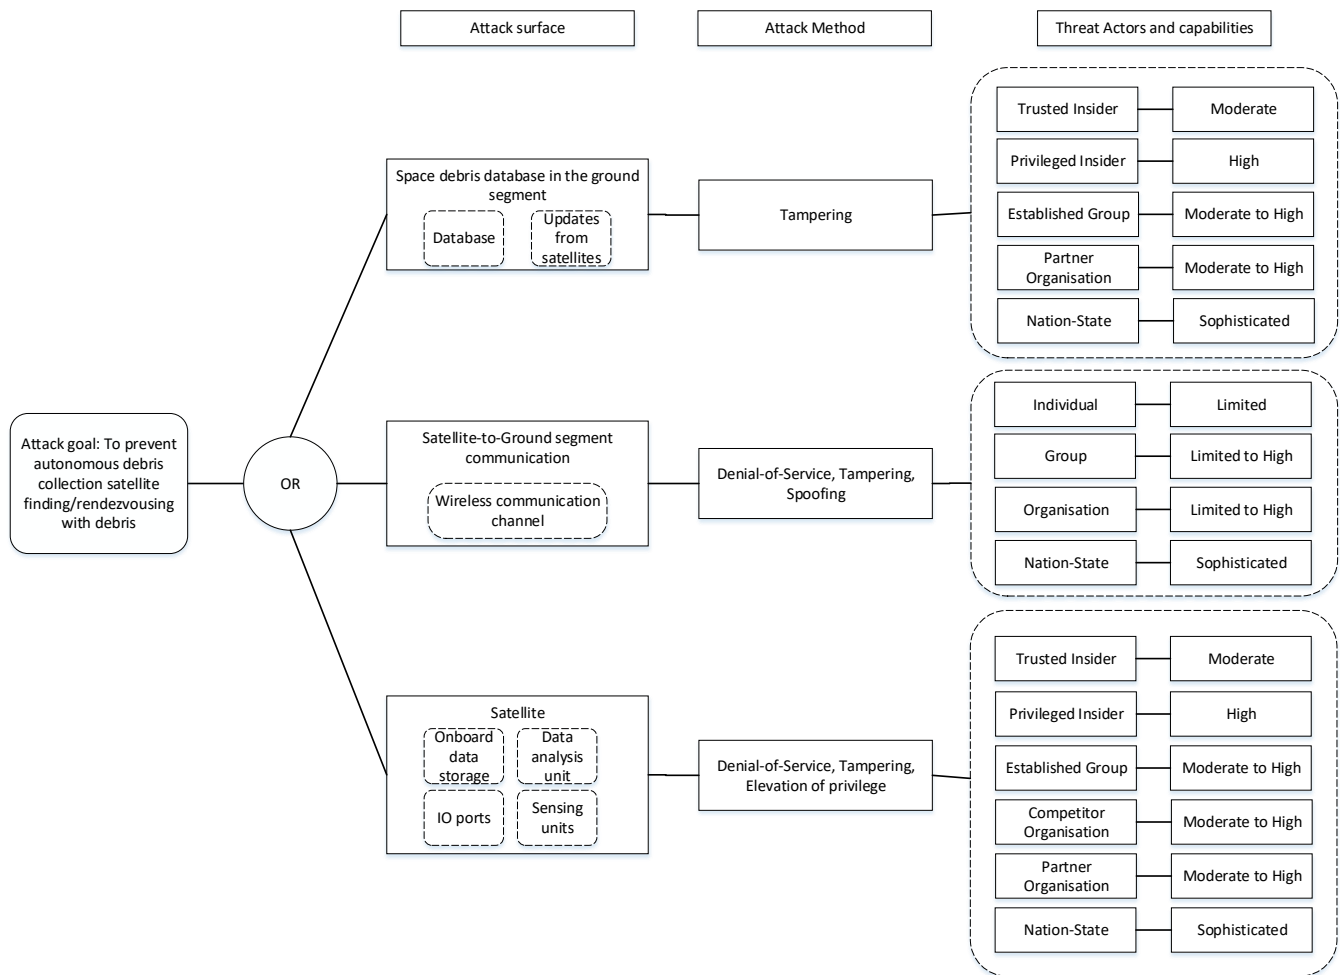 Attack surface
Attack Method
Threat Actors and capabilities
Attack goal: To prevent
autonomous debris
collection satellite
finding/rendezvousing
with debris
OR
Space debris database in the ground
segment
Database
Updates
from
satellites
Tampering
Trusted Insider
Moderate
Privileged Insider
High
Established Group
Moderate to High
Partner
Organisation
Moderate to High
Nation-State
Sophisticated
Satellite-to-Ground segment
communication
Wireless communication
channel
Denial-of-Service, Tampering,
Spoofing
Individual
Limited
Group
Limited to High
Organisation
Limited to High
Nation-State
Sophisticated
Satellite
Onboard
data
storage
Data
analysis
unit
IO ports
Sensing
units
Denial-of-Service, Tampering,
Elevation of privilege
Trusted Insider
Moderate
Privileged Insider
High
Established Group
Moderate to High
Competitor
Organisation
Moderate to High
Partner
Organisation
Moderate to High
Nation-State
Sophisticated